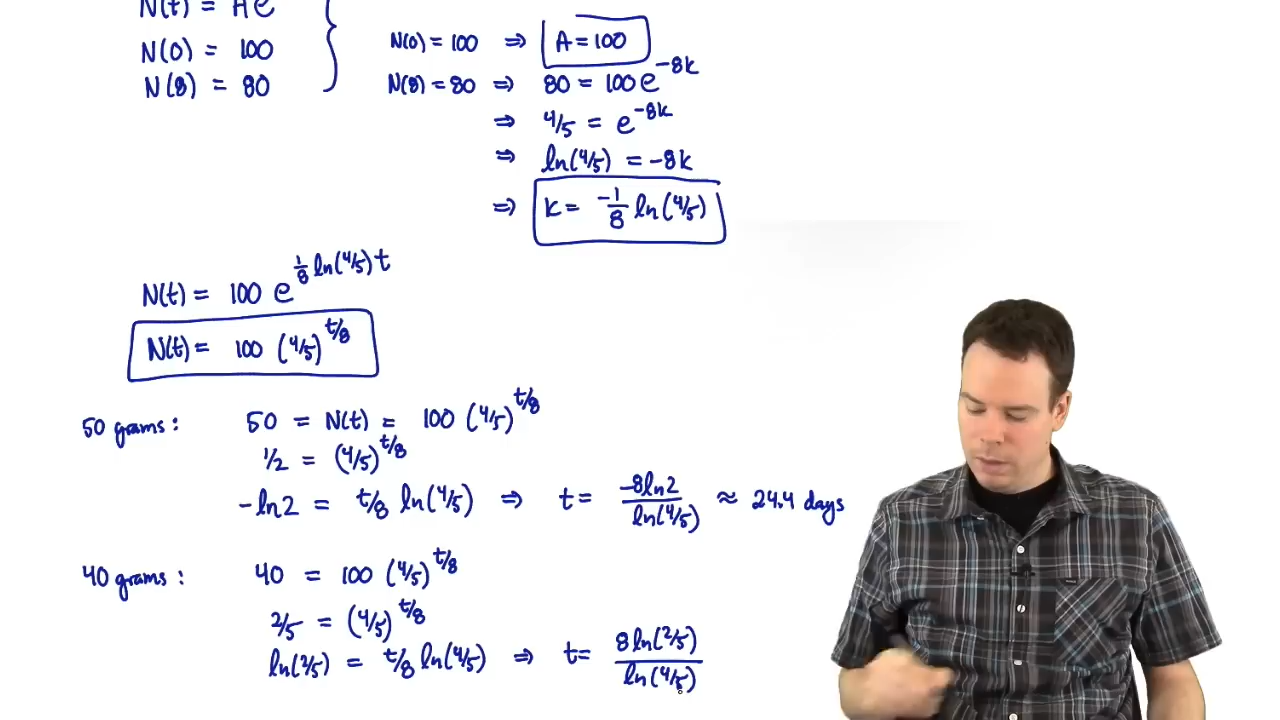 N(t) = Ae
N(0) = 100
N(8) = 80
N(0) = 100 ⇒ A = 100
N(8) = 80 ⇒ 80 = 100e^{-8k}
⇒ 4/5 = e^{-8k}
⇒ ln(4/5) = -8k
⇒ k = -1/8 ln(4/5)
N(t) = 100 e^{1/8 ln(4/5) t}
N(t) = 100 (4/5)^{t/8}
50 grams: 50 = N(t) = 100 (4/5)^{t/8}
1/2 = (4/5)^{t/8}
-ln2 = t/8 ln(4/5) ⇒ t = -8ln2/ln(4/5) ≈ 24.4 days
40 grams: 40 = 100 (4/5)^{t/8}
2/5 = (4/5)^{t/8}
ln(2/5) = t/8 ln(4/5) ⇒ t = 8ln(2/5)/ln(4/5)